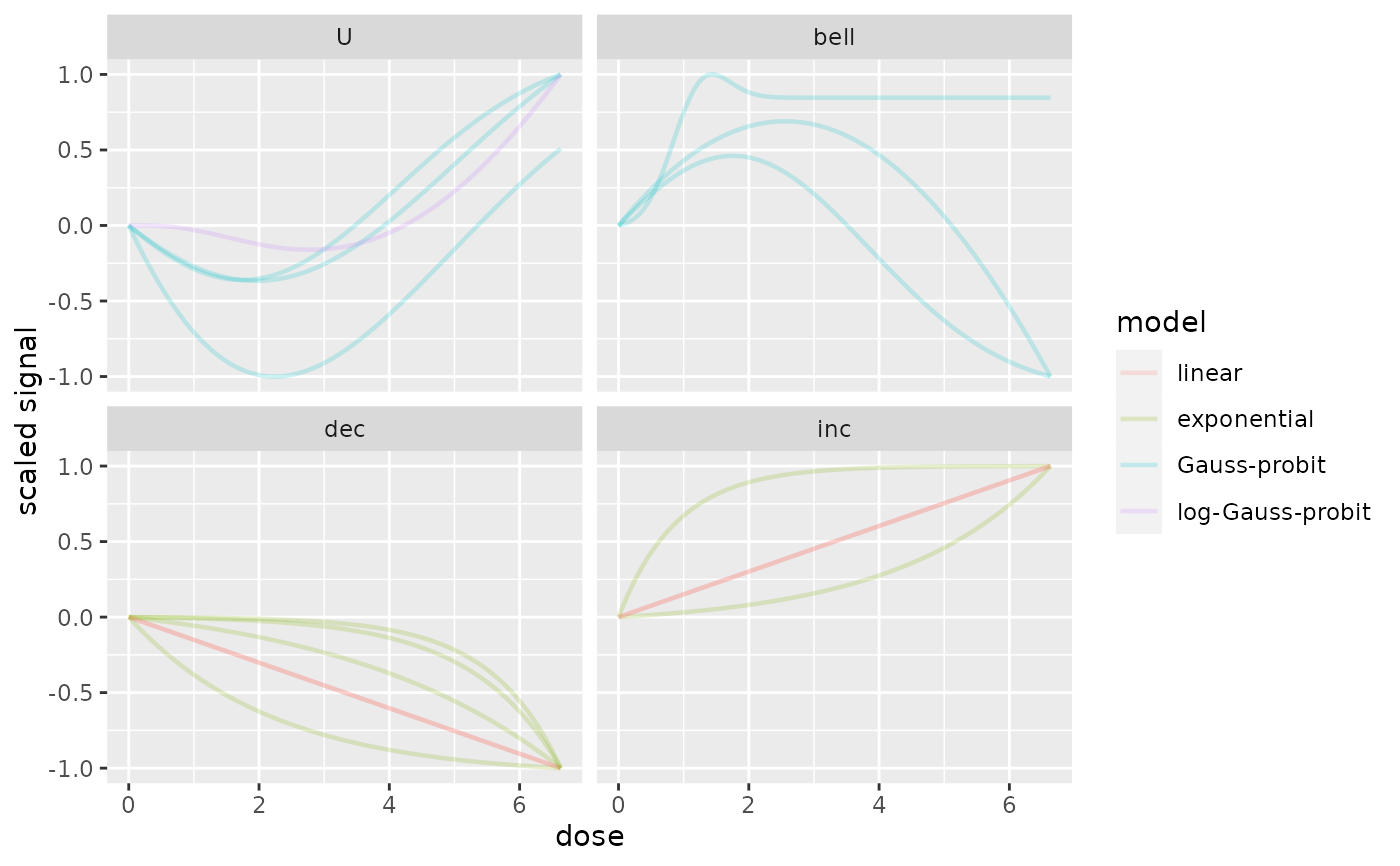 U
bell
1.0
0.5
0.0
-0.5
-1.0
dec
inc
1.0
0.5
0.0
-0.5
-1.0
0 2 4 6
0 2 4 6
dose
scaled signal
model
linear
exponential
Gauss-probit
log-Gauss-probit